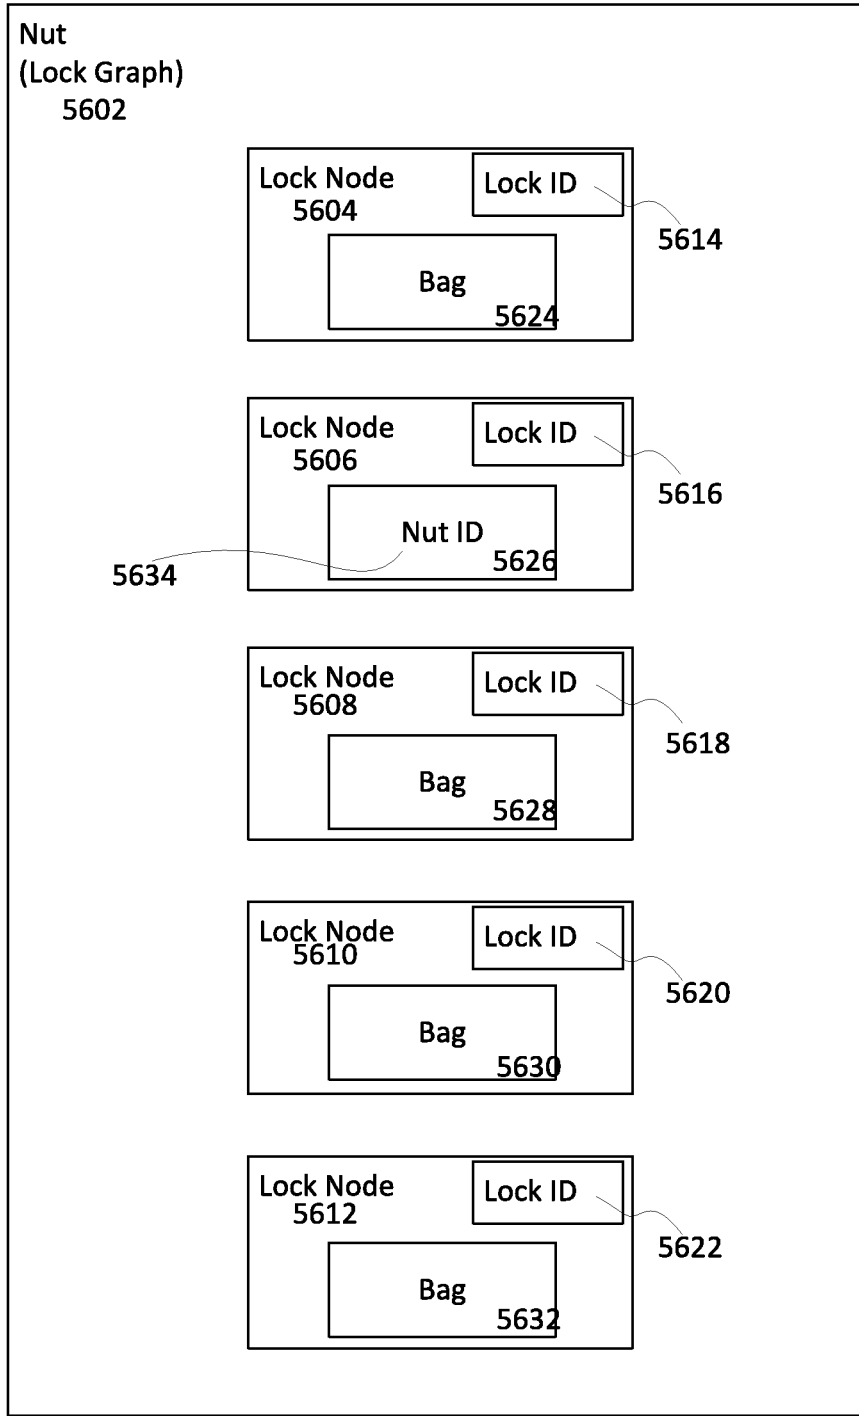 Nut
(Lock Graph)
5602
Lock Node
5604
Lock ID
5614
Bag
5624
Lock Node
5606
Lock ID
5616
Nut ID
5626
5634
Lock Node
5608
Lock ID
5618
Bag
5628
Lock Node
5610
Lock ID
5620
Bag
5630
Lock Node
5612
Lock ID
5622
Bag
5632